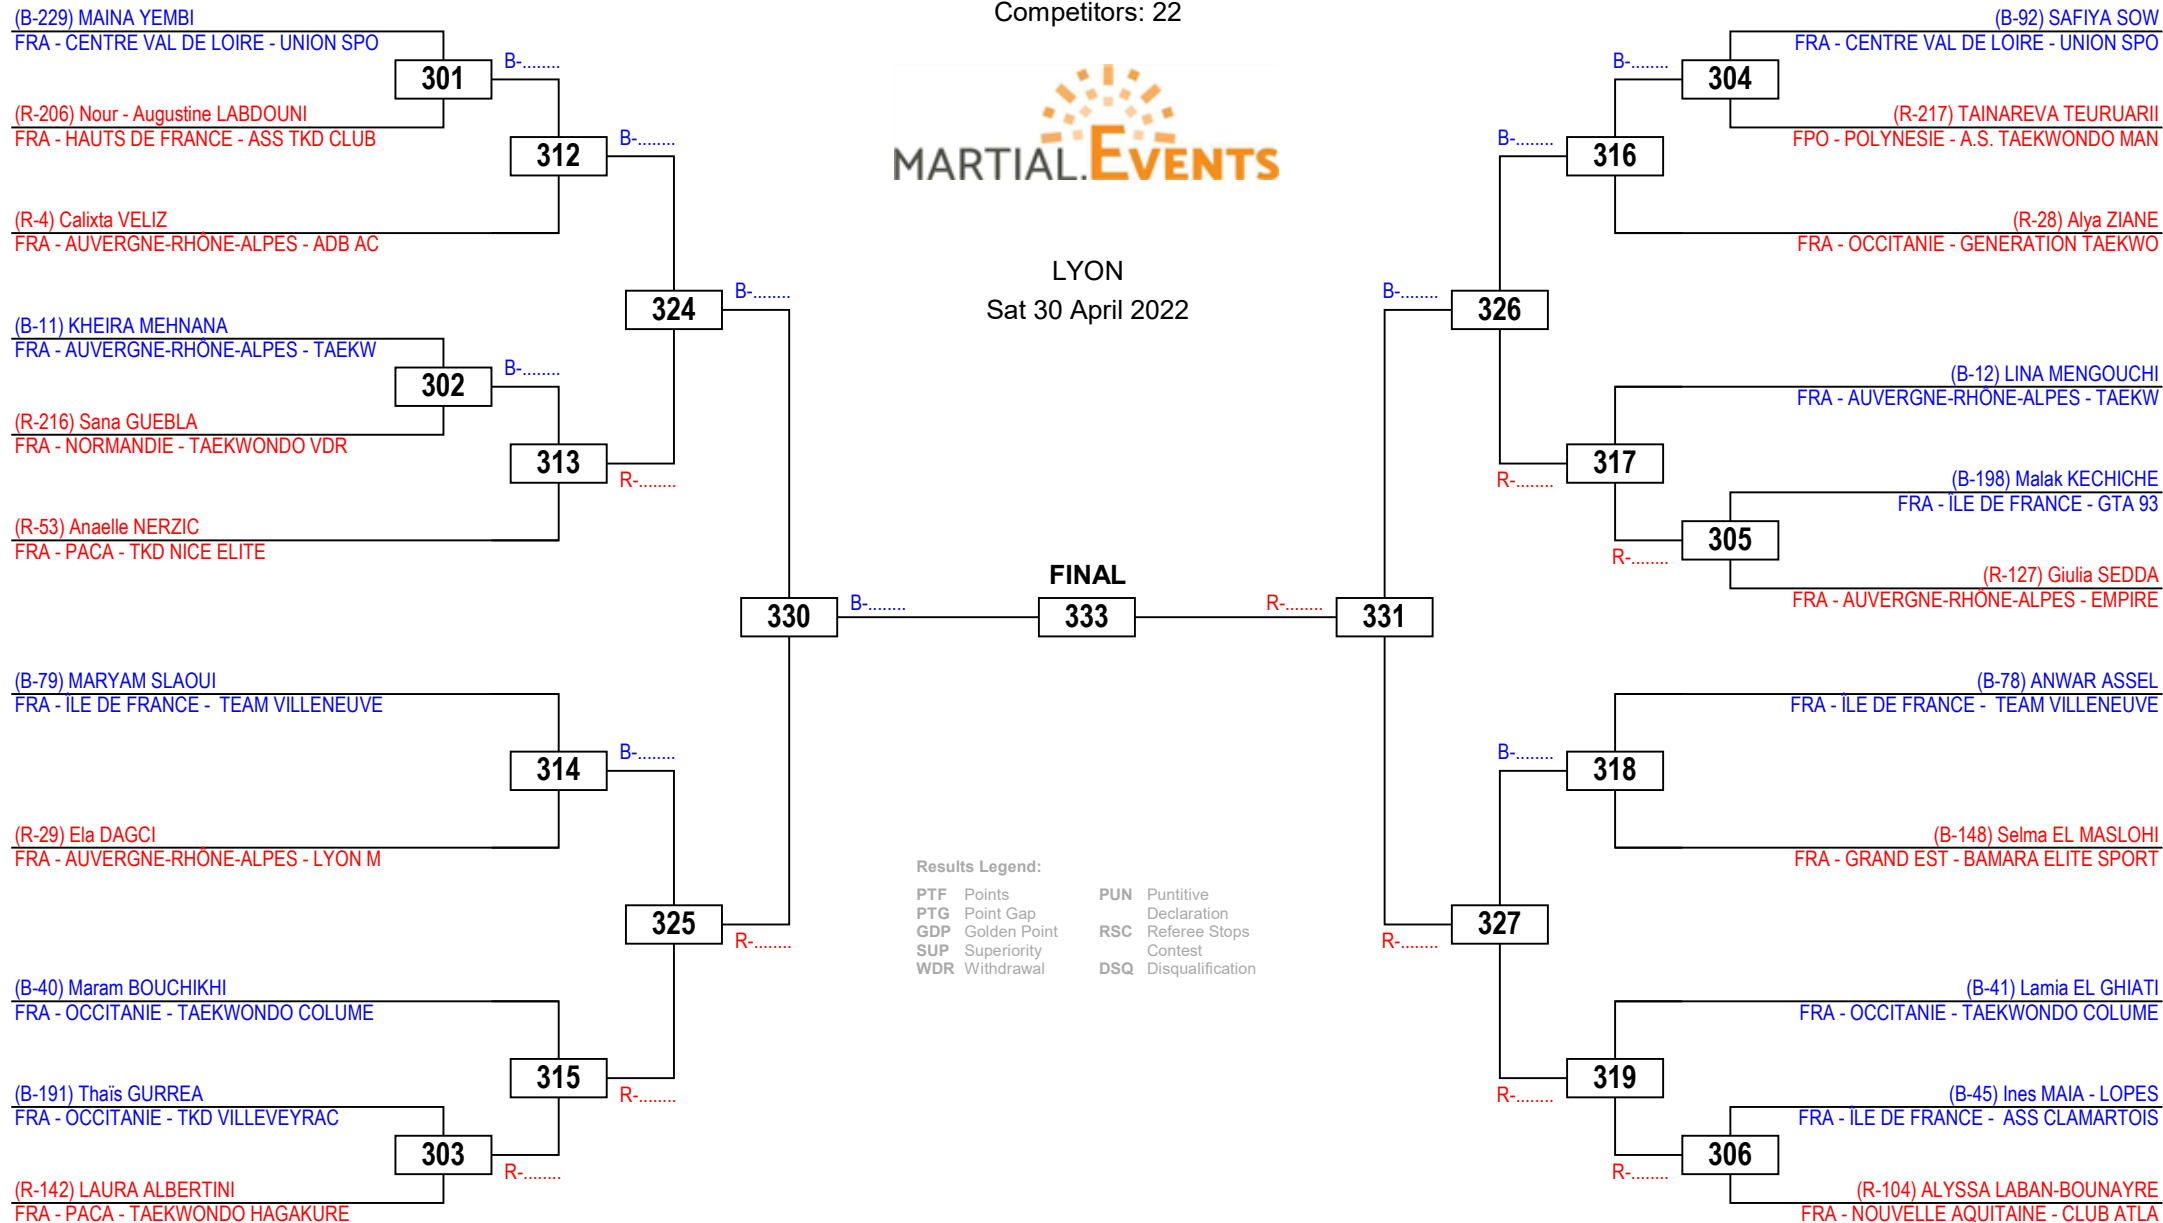 (B-229) MAINA YEMBI
FRA - CENTRE VAL DE LOIRE - UNION SPO
301
B-........
(R-206) Nour - Augustine LABDOUNI
FRA - HAUTS DE FRANCE - ASS TKD CLUB
312
B-........
(R-4) Calixta VELIZ
FRA - AUVERGNE-RHÔNE-ALPES - ADB AC
324
B-........
(B-11) KHEIRA MEHNANA
FRA - AUVERGNE-RHÔNE-ALPES - TAEKW
302
B-........
(R-216) Sana GUEBLA
FRA - NORMANDIE - TAEKWONDO VDR
313
R-........
(R-53) Anaelle NERZIC
FRA - PACA - TKD NICE ELITE
330
B-........
(B-79) MARYAM SLAOUI
FRA - ÎLE DE FRANCE - TEAM VILLENEUVE
314
B-........
(R-29) Ela DAGCI
FRA - AUVERGNE-RHÔNE-ALPES - LYON M
325
R-........
(B-40) Maram BOUCHIKHI
FRA - OCCITANIE - TAEKWONDO COLUME
315
R-........
(B-191) Thaïs GURREA
FRA - OCCITANIE - TKD VILLEVEYRAC
303
R-........
(R-142) LAURA ALBERTINI
FRA - PACA - TAEKWONDO HAGAKURE
Competitors: 22
MARTIAL.EVENTS
LYON
Sat 30 April 2022
FINAL
333
Results Legend:
PTF Points
PTG Point Gap
GDP Golden Point
SUP Superiority
WDR Withdrawal
PUN Puntitive
Declaration
RSC Referee Stops
Contest
DSQ Disqualification
(B-92) SAFIYA SOW
FRA - CENTRE VAL DE LOIRE - UNION SPO
B-........
304
(R-217) TAINAREVA TEURUARII
FPO - POLYNESIE - A.S. TAEKWONDO MAN
B-........
316
(R-28) Alya ZIANE
FRA - OCCITANIE - GENERATION TAEKWO
B-........
326
(B-12) LINA MENGOUCHI
FRA - AUVERGNE-RHÔNE-ALPES - TAEKW
317
R-........
(B-198) Malak KECHICHE
FRA - ÎLE DE FRANCE - GTA 93
305
R-........
(R-127) Giulia SEDDA
FRA - AUVERGNE-RHÔNE-ALPES - EMPIRE
R-........
331
(B-78) ANWAR ASSEL
FRA - ÎLE DE FRANCE - TEAM VILLENEUVE
B-........
318
(B-148) Selma EL MASLOHI
FRA - GRAND EST - BAMARA ELITE SPORT
327
R-........
(B-41) Lamia EL GHIATI
FRA - OCCITANIE - TAEKWONDO COLUME
319
R-........
(B-45) Ines MAIA - LOPES
FRA - ÎLE DE FRANCE - ASS CLAMARTOIS
306
R-........
(R-104) ALYSSA LABAN-BOUNAYRE
FRA - NOUVELLE AQUITAINE - CLUB ATLA